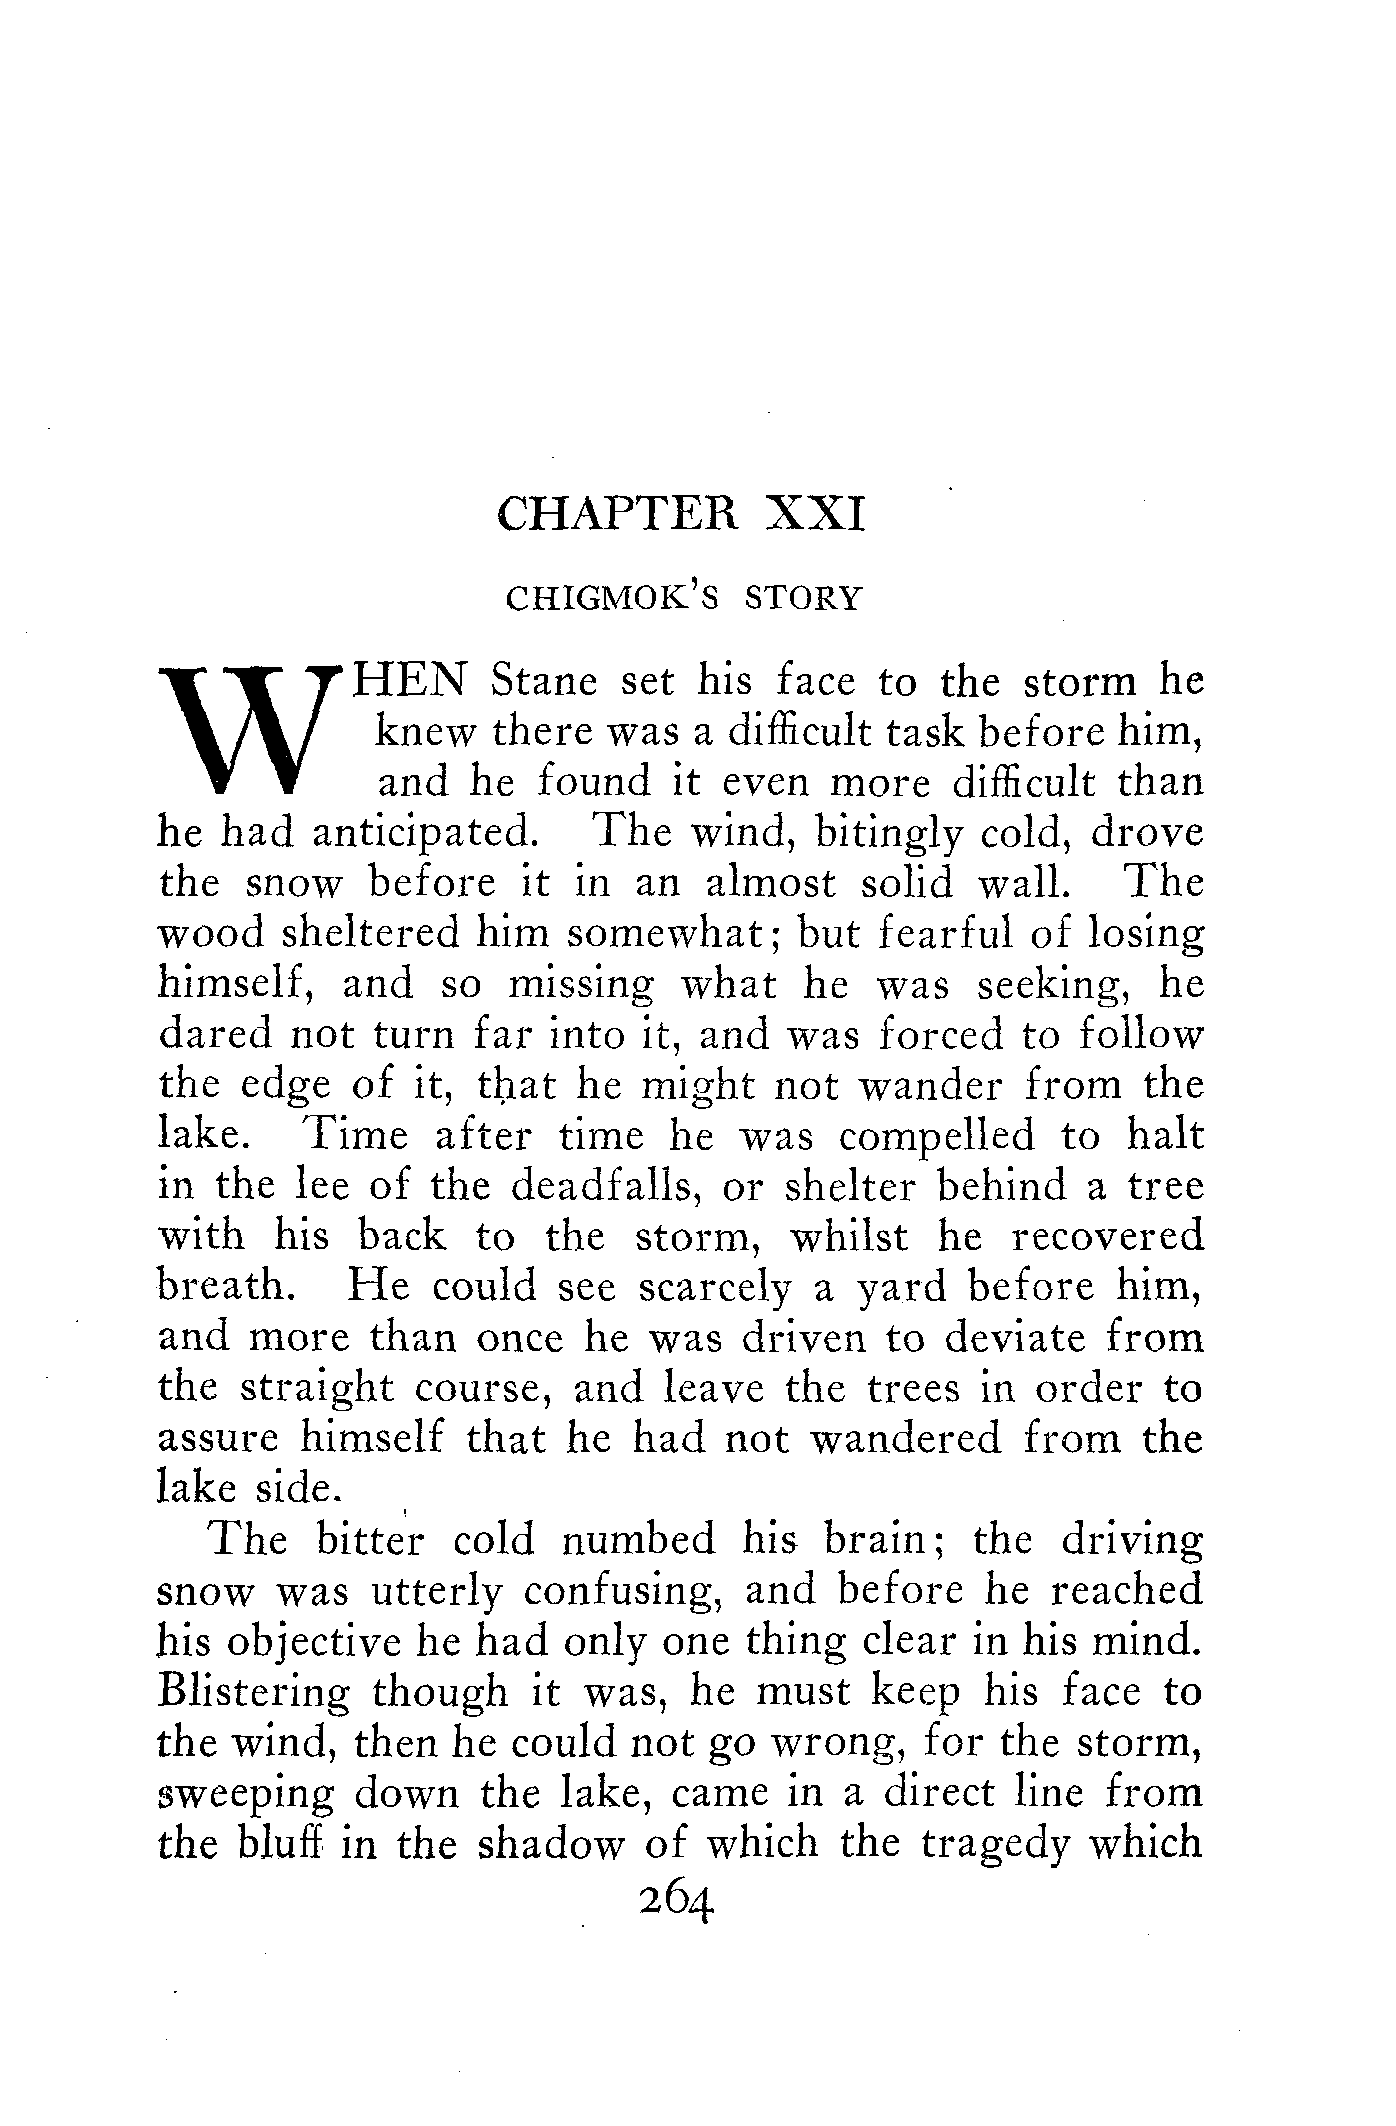 CHAPTER XXI
CHIGMOK'S STORY
WHEN Stane set his face to the storm he
knew there was a difficult task before him,
and he found it even more difficult than
he had anticipated. The wind, bitingly cold, drove
the snow before it in an almost solid wall. The
wood sheltered him somewhat; but fearful of losing
himself, and so missing what he was seeking, he
dared not turn far into it, and was forced to follow
the edge of it, that he might not wander from the
lake. Time after time he was compelled to halt
in the lee of the deadfalls, or shelter behind a tree
with his back to the storm, whilst he recovered
breath. He could see scarcely a yard before him,
and more than once he was driven to deviate from
the straight course, and leave the trees in order to
assure himself that he had not wandered from the
lake side.
The bitter cold numbed his brain; the driving
snow was utterly confusing, and before he reached
his objective he had only one thing clear in his mind.
Blistering though it was, he must keep his face to
the wind, then he could not go wrong, for the storm,
sweeping down the lake, came in a direct line from
the bluff in the shadow of which the tragedy which
264